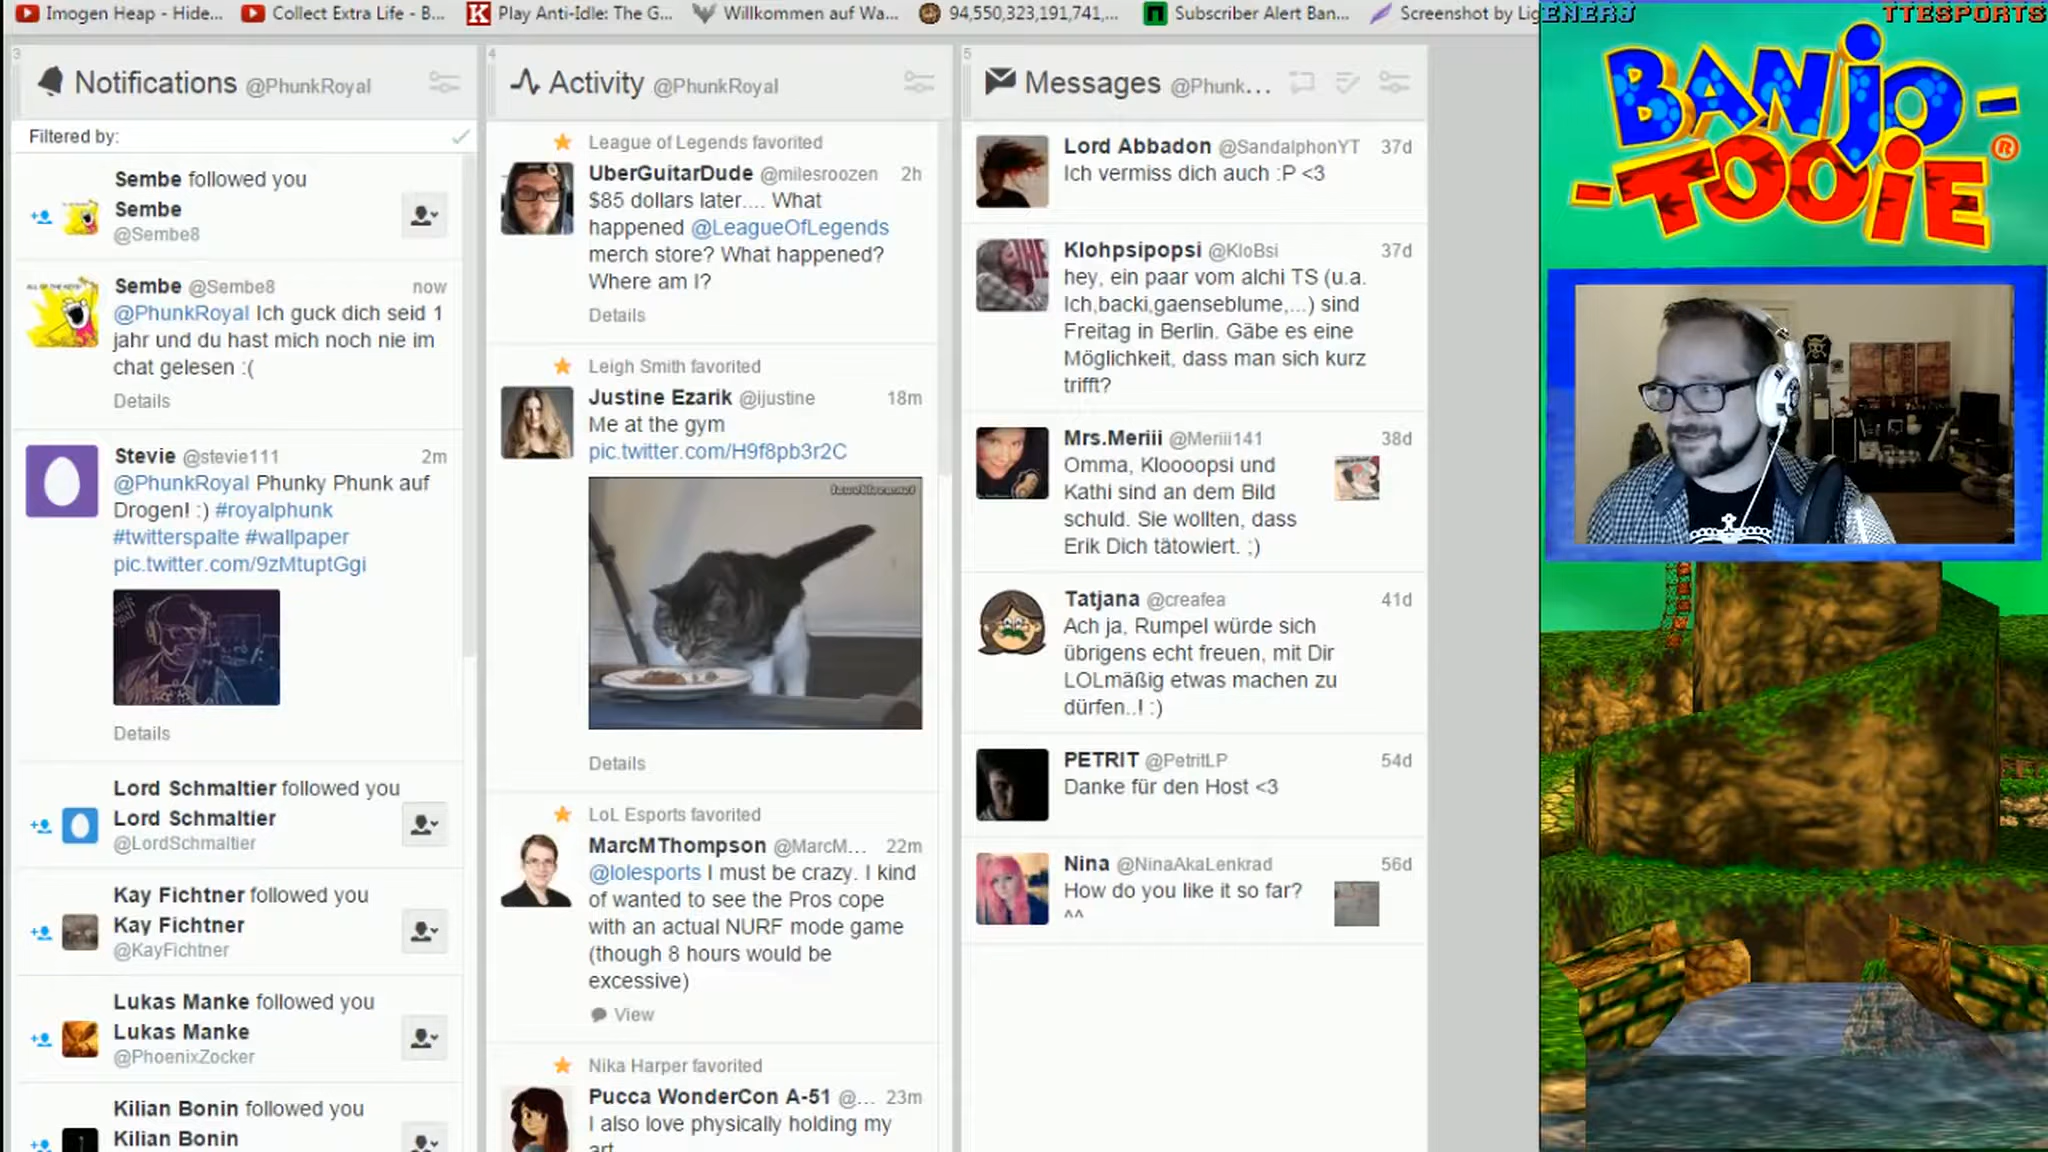 Imogen Heap - Hide...
Collect Extra Life - B...
Play Anti-Idle: The G...
Willkommen auf Wa...
94,550,323,191,741,...
Subscriber Alert Ban...
Screenshot by Lig
ENERJ
TTESPORTS
3
Notifications @PhunkRoyal
Filtered by:
Sembe followed you
Sembe
@Sembe8
Sembe @Sembe8 now
@PhunkRoyal Ich guck dich seid 1
jahr und du hast mich noch nie im
chat gelesen :(
Details
Stevie @stevie111 2m
@PhunkRoyal Phunky Phunk auf
Drogen! :) #royalphunk
#twitterspalte #wallpaper
pic.twitter.com/9zMtuptGgi
Details
Lord Schmaltier followed you
Lord Schmaltier
@LordSchmaltier
Kay Fichtner followed you
Kay Fichtner
@KayFichtner
Lukas Manke followed you
Lukas Manke
@PhoenixZocker
Kilian Bonin followed you
Kilian Bonin
4
Activity @PhunkRoyal
League of Legends favorited
UberGuitarDude @milesroozen 2h
$85 dollars later.... What
happened @LeagueOfLegends
merch store? What happened?
Where am I?
Details
Leigh Smith favorited
Justine Ezarik @ijustine 18m
Me at the gym
pic.twitter.com/H9f8pb3r2C
Details
LoL Esports favorited
MarcMThompson @MarcM... 22m
@lolesports I must be crazy. I kind
of wanted to see the Pros cope
with an actual NURF mode game
(though 8 hours would be
excessive)
View
Nika Harper favorited
Pucca WonderCon A-51 @... 23m
I also love physically holding my
art
5
Messages @Phunk...
Lord Abbadon @SandalphonYT 37d
Ich vermiss dich auch :P <3
Klohpsipopsi @KloBsi 37d
hey, ein paar vom alchi TS (u.a.
Ich,backi,gaenseblume,...) sind
Freitag in Berlin. Gäbe es eine
Möglichkeit, dass man sich kurz
trifft?
Mrs.Meriii @Meriii141 38d
Omma, Kloooopsi und
Kathi sind an dem Bild
schuld. Sie wollten, dass
Erik Dich tätowiert. ;)
Tatjana @creafea 41d
Ach ja, Rumpel würde sich
übrigens echt freuen, mit Dir
LOLmäßig etwas machen zu
dürfen..! :)
PETRIT @PetritLP 54d
Danke für den Host <3
Nina @NinaAkaLenkrad 56d
How do you like it so far?
^^
BANJO-
-TOOIE®